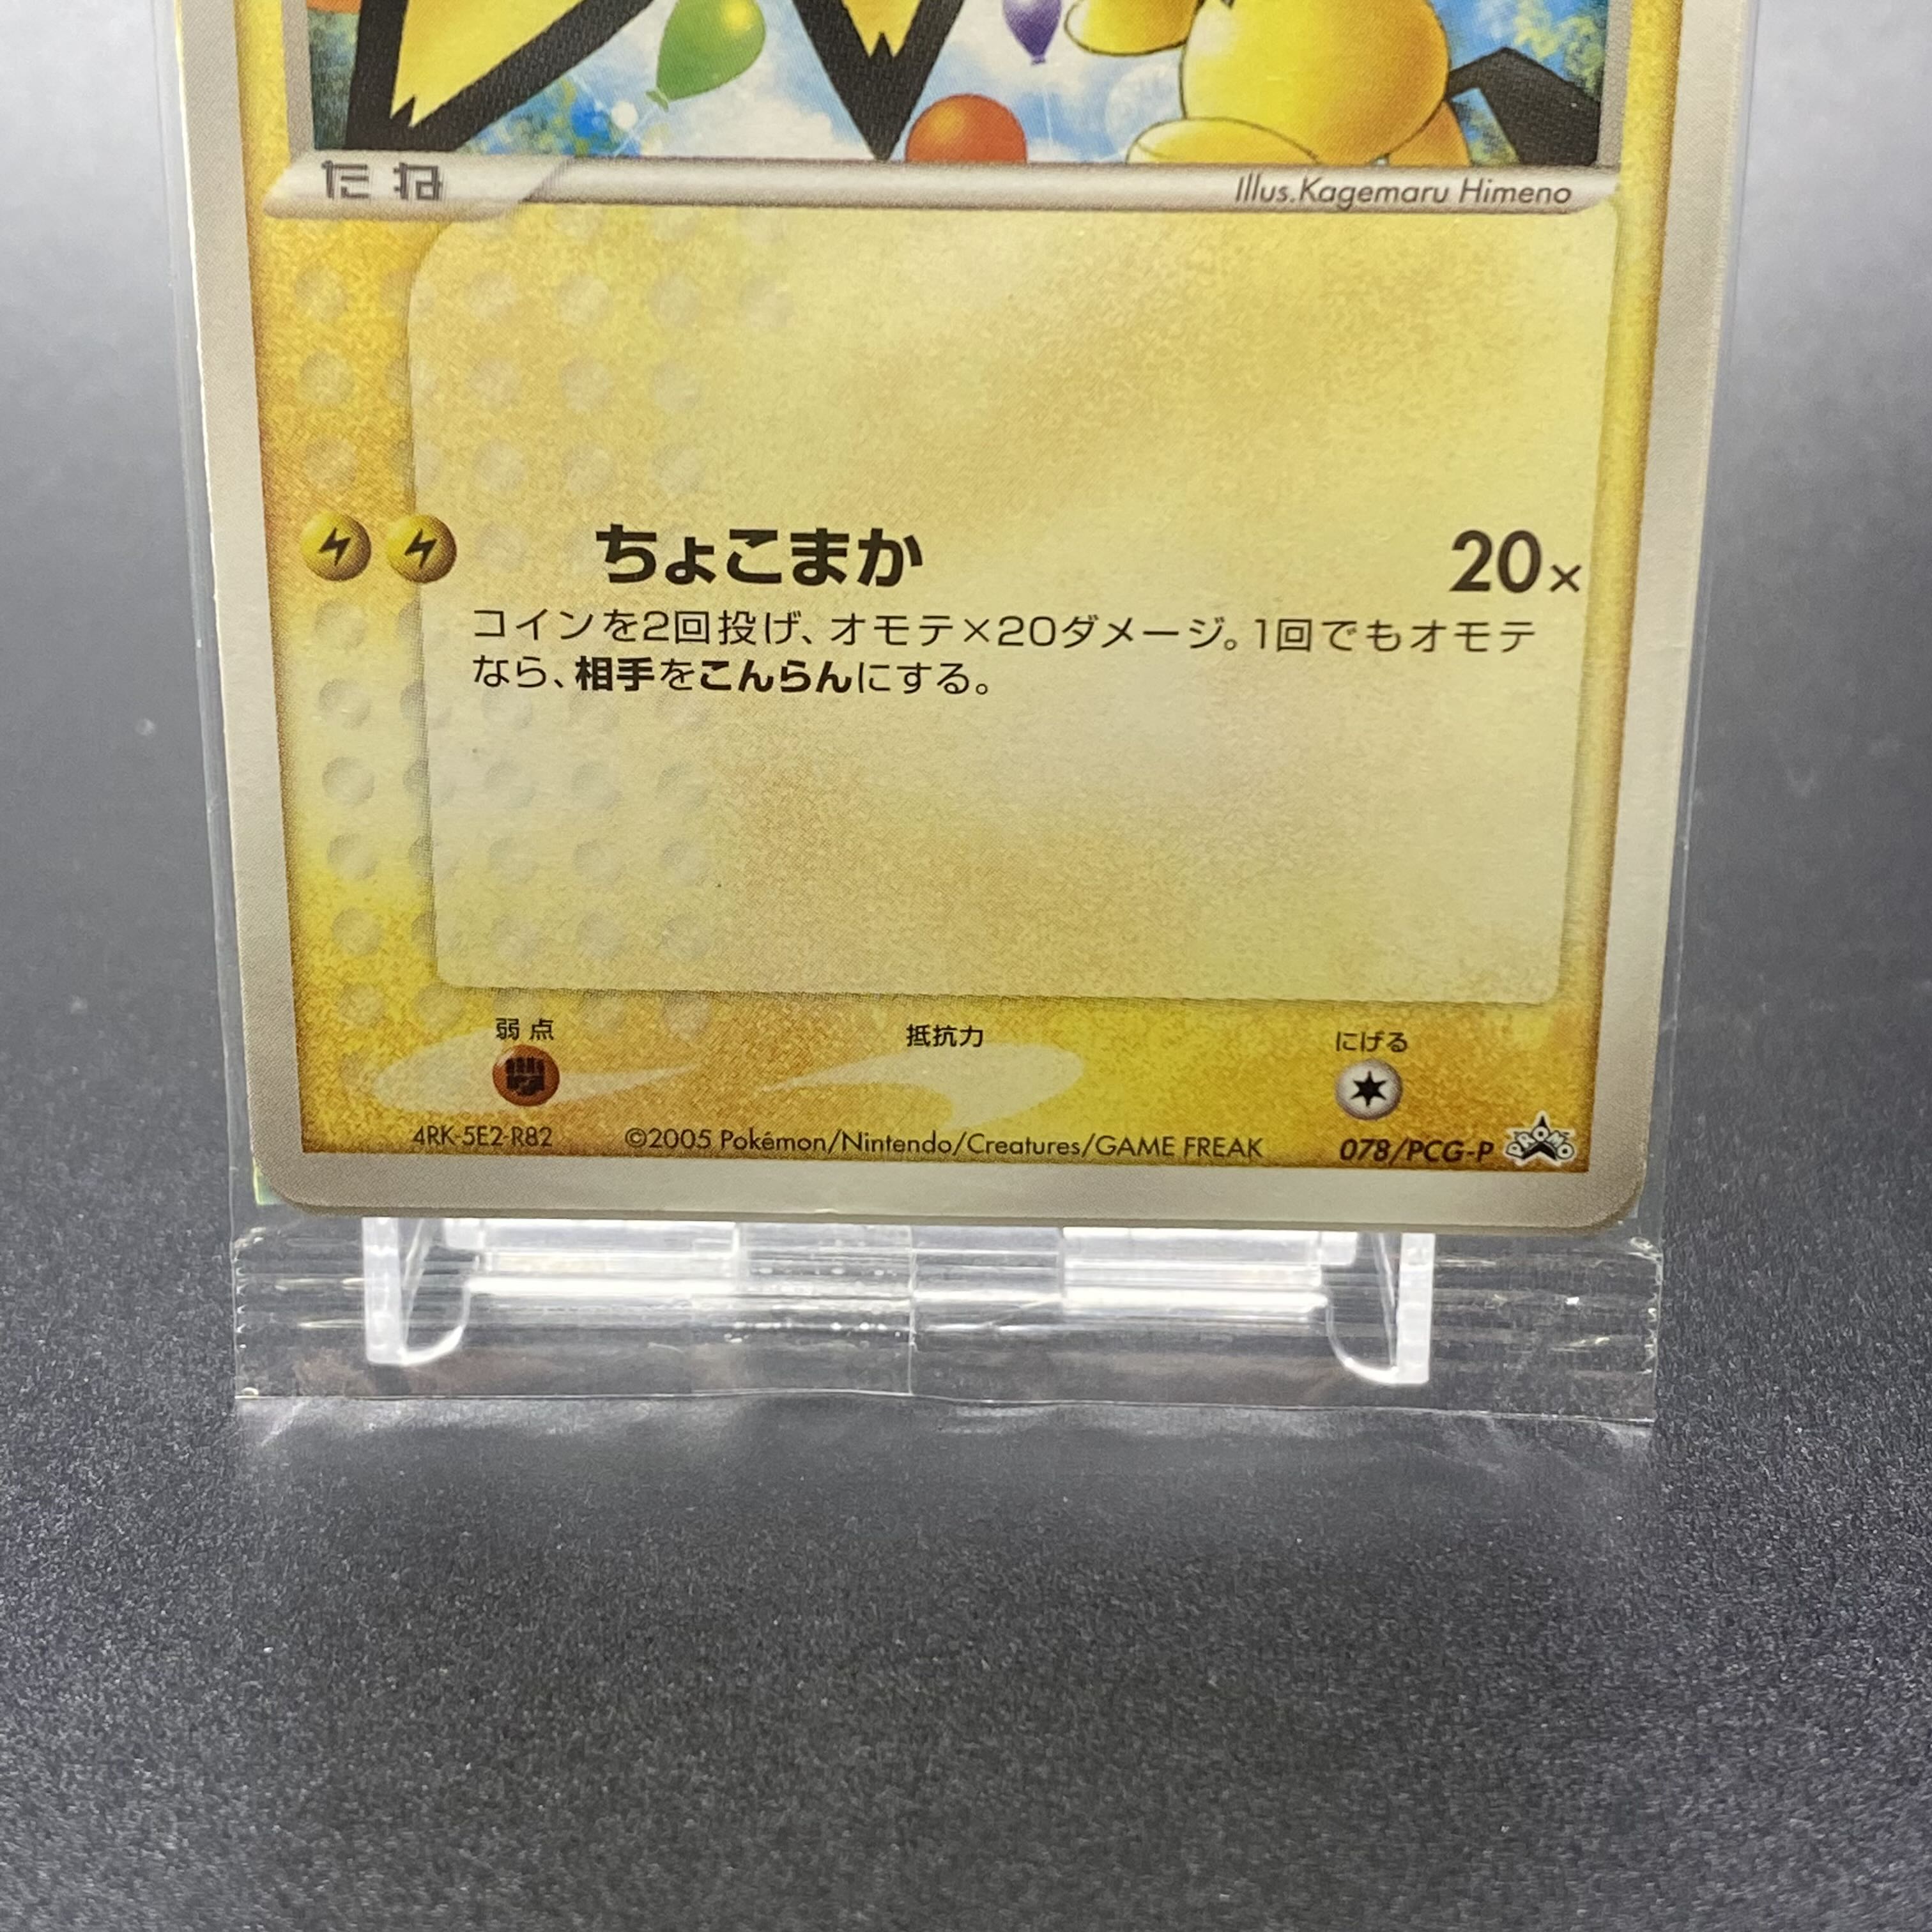 たね
Illus.Kagemaru Himeno
ちょこまか 20×
コインを2回投げ、オモテ×20ダメージ。1回でもオモテ
なら、相手をこんらんにする。
弱点 抵抗力 にげる
4RK-5E2-R82 ©2005 Pokémon/Nintendo/Creatures/GAME FREAK 078/PCG-P PROMO